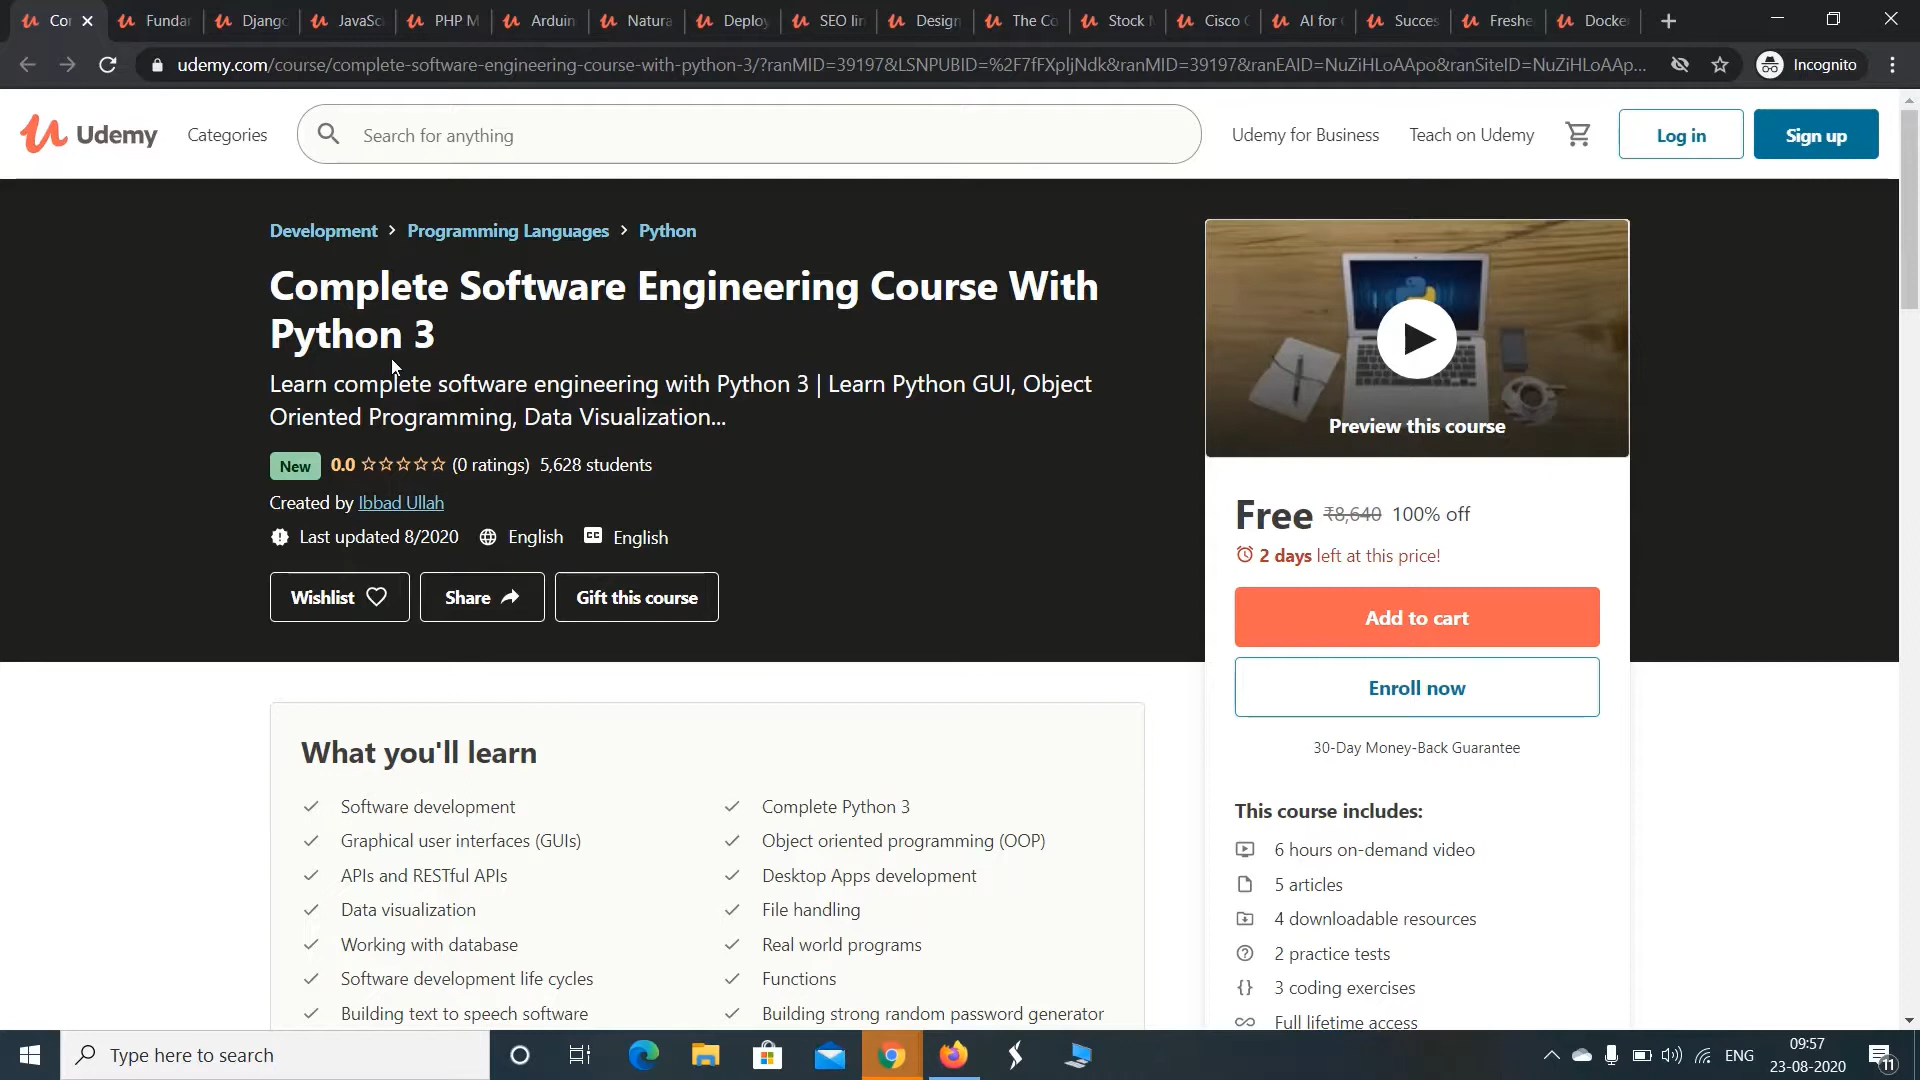 Cor
Fundar
Django
JavaSc
PHP M
Arduin
Natura
Deploy
SEO lin
Design
The Co
Stock M
Cisco C
AI for
Succes
Freshe
Docke
udemy.com/course/complete-software-engineering-course-with-python-3/?ranMID=39197&LSNPUBID=%2F7fFXpljNdk&ranMID=39197&ranEAID=NuZiHLoAApo&ranSiteID=NuZiHLoAAp...
Incognito
Udemy
Categories
Search for anything
Udemy for Business
Teach on Udemy
Log in
Sign up
Development > Programming Languages > Python
Complete Software Engineering Course With
Python 3
Learn complete software engineering with Python 3 | Learn Python GUI, Object
Oriented Programming, Data Visualization...
New 0.0 (0 ratings) 5,628 students
Created by Ibbad Ullah
Last updated 8/2020 English CC English
Wishlist
Share
Gift this course
Preview this course
Free ₹8,640 100% off
2 days left at this price!
Add to cart
Enroll now
30-Day Money-Back Guarantee
This course includes:
6 hours on-demand video
5 articles
4 downloadable resources
2 practice tests
3 coding exercises
Full lifetime access
What you'll learn
Software development
Complete Python 3
Graphical user interfaces (GUIs)
Object oriented programming (OOP)
APIs and RESTful APIs
Desktop Apps development
Data visualization
File handling
Working with database
Real world programs
Software development life cycles
Functions
Building text to speech software
Building strong random password generator
Type here to search
ENG
09:57
23-08-2020
11